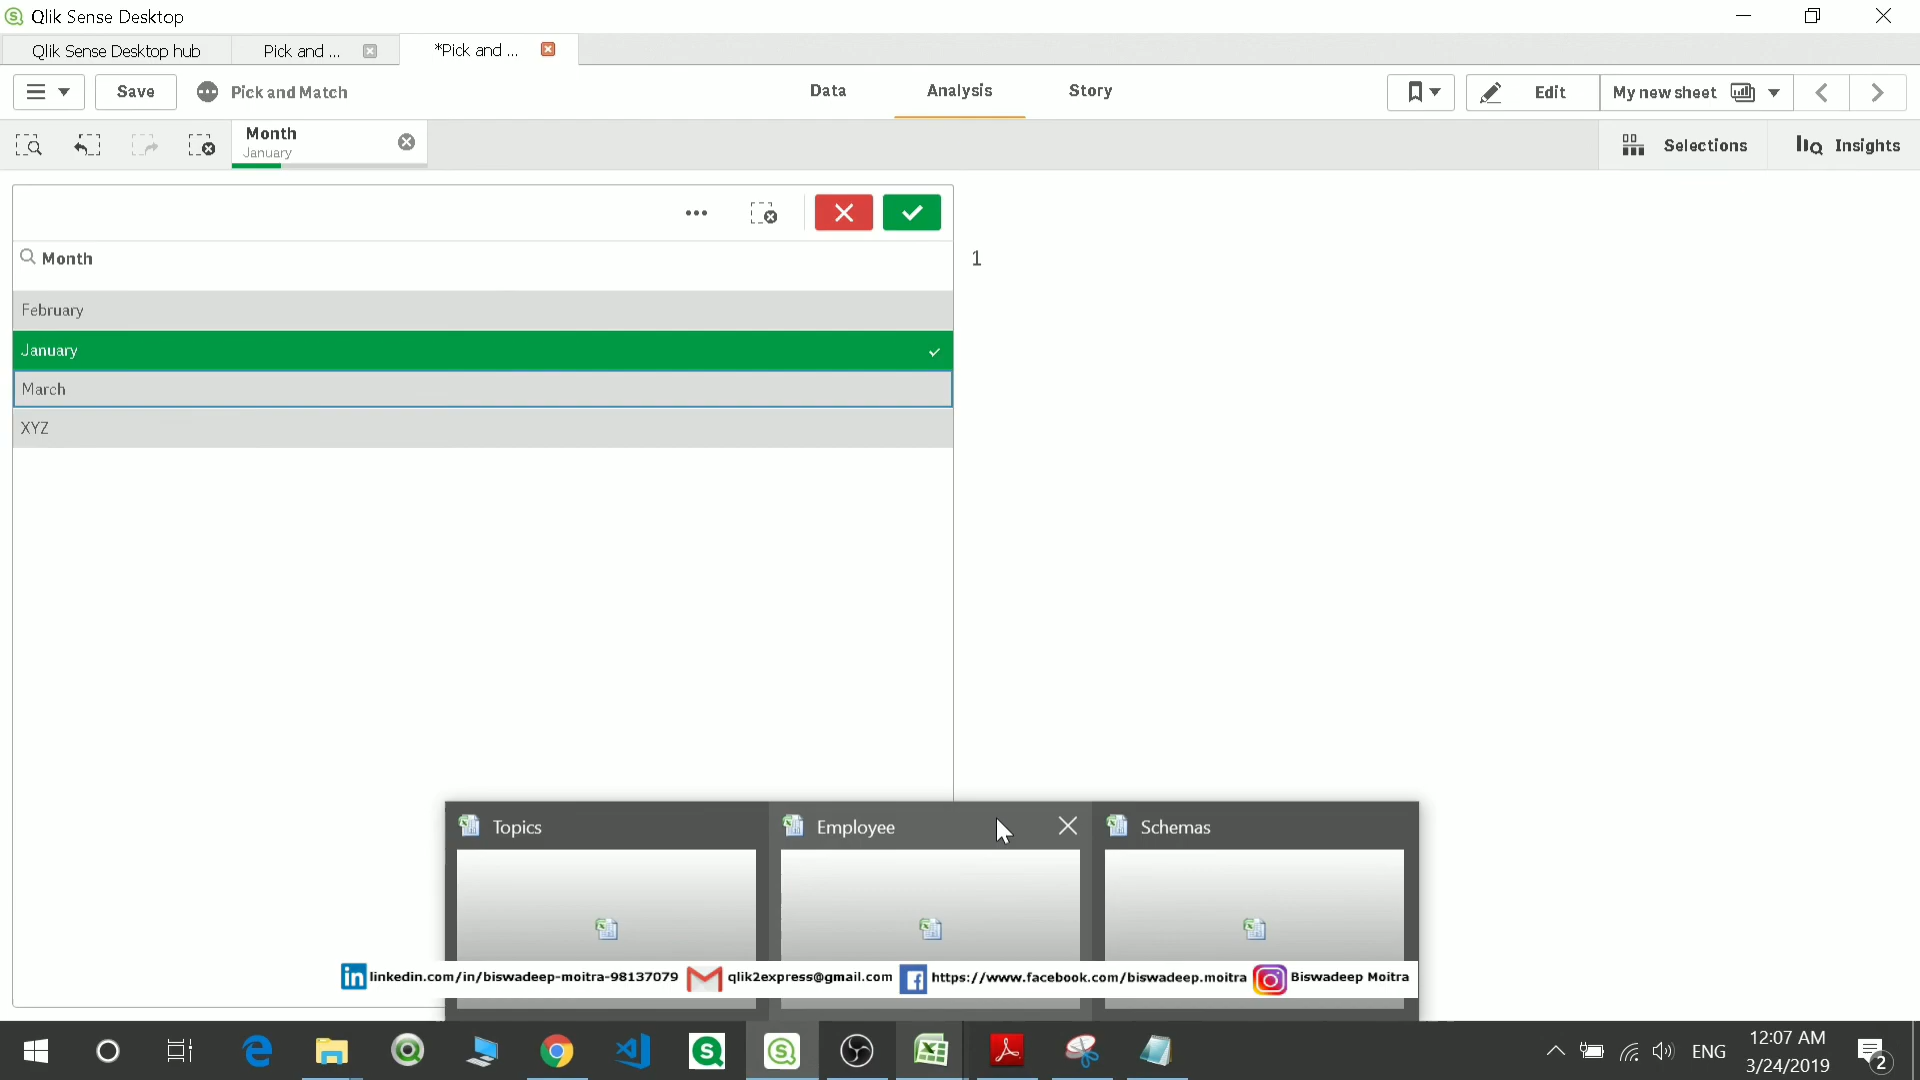 Qlik Sense Desktop
Qlik Sense Desktop hub
Pick and ...
*Pick and ...
Save
Pick and Match
Data
Analysis
Story
Edit
My new sheet
Month
January
Selections
Insights
Month
1
February
January
March
XYZ
Topics
Employee
Schemas
linkedin.com/in/biswadeep-moitra-98137079
qlik2express@gmail.com
https://www.facebook.com/biswadeep.moitra
Biswadeep Moitra
ENG
12:07 AM
3/24/2019
2